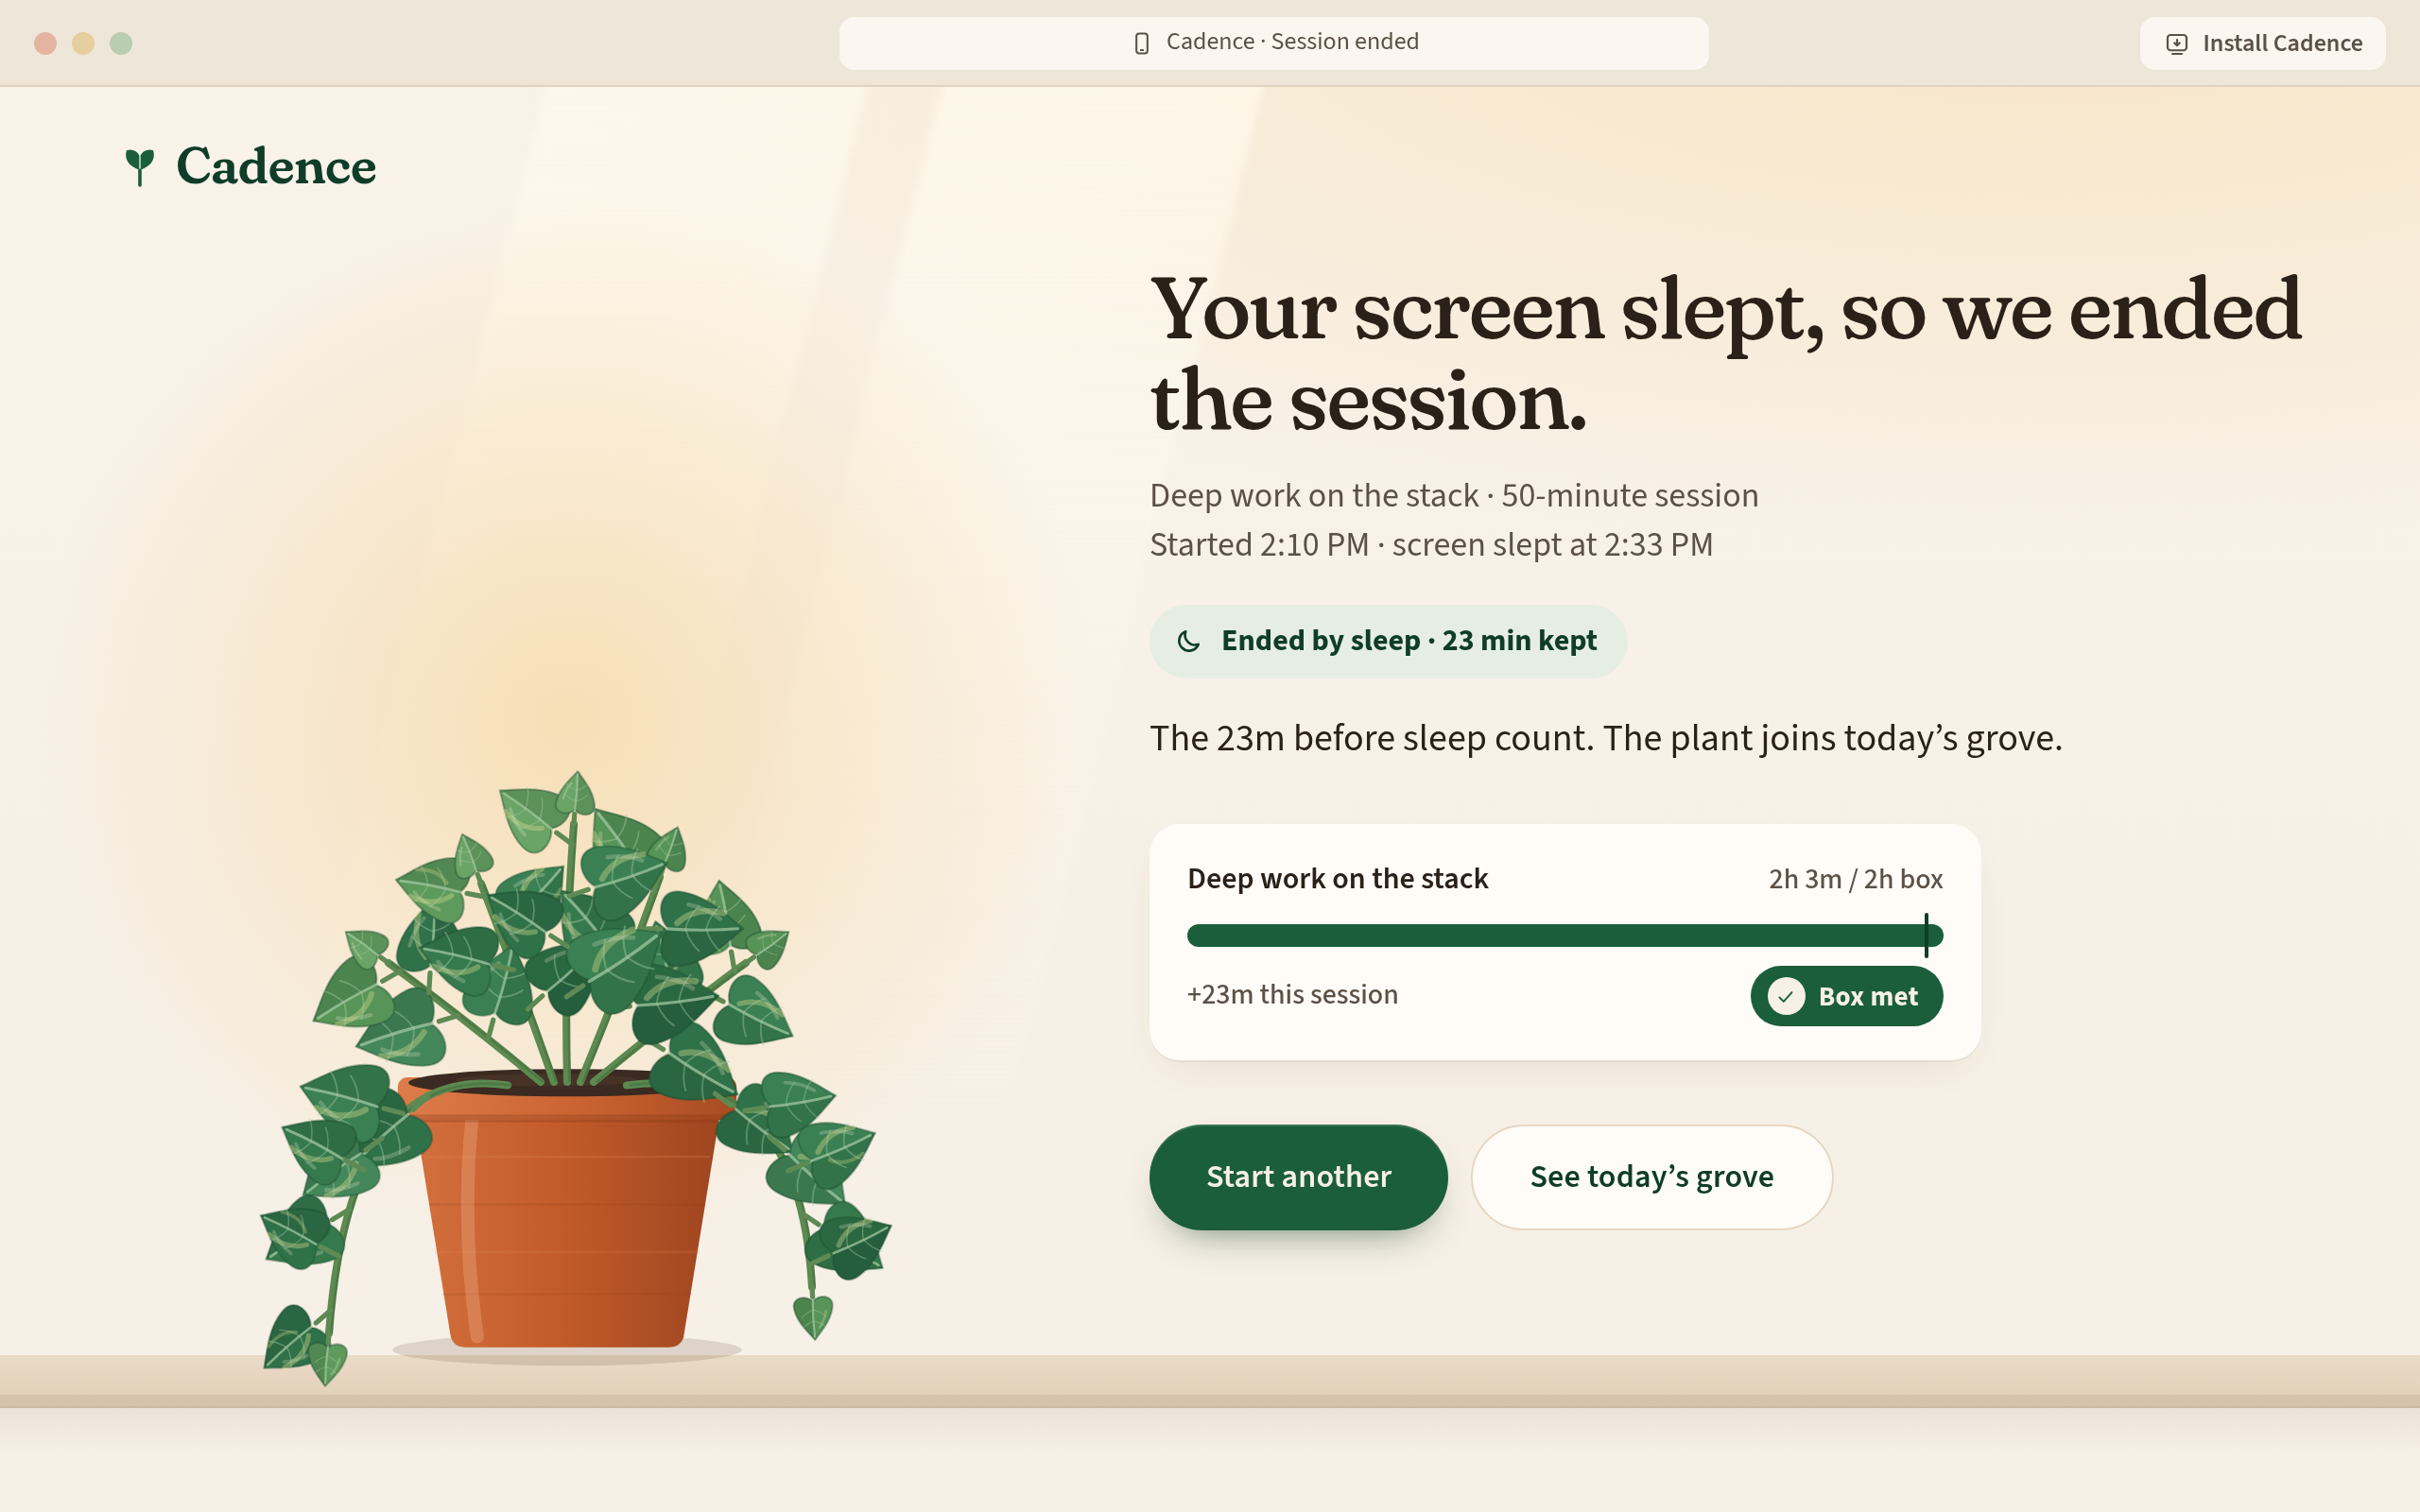 Cadence · Session ended
Install Cadence
Cadence
Your screen slept, so we ended
the session.
Deep work on the stack · 50-minute session
Started 2:10 PM · screen slept at 2:33 PM
Ended by sleep · 23 min kept
The 23m before sleep count. The plant joins today’s grove.
Deep work on the stack
2h 3m / 2h box
+23m this session
Box met
Start another
See today’s grove